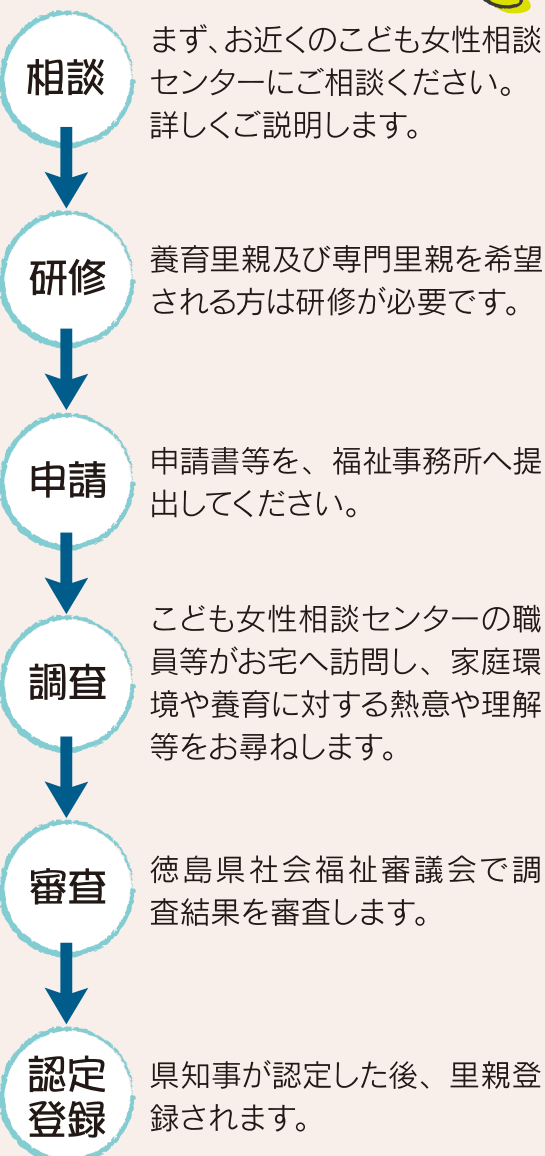 相談
まず、お近くのこども女性相談
センターにご相談ください。
詳しくご説明します。
研修
養育里親及び専門里親を希望
される方は研修が必要です。
申請
申請書等を、福祉事務所へ提
出してください。
調査
こども女性相談センターの職
員等がお宅へ訪問し、家庭環
境や養育に対する熱意や理解
等をお尋ねします。
審査
徳島県社会福祉審議会で調
査結果を審査します。
認定
登録
県知事が認定した後、里親登
録されます。